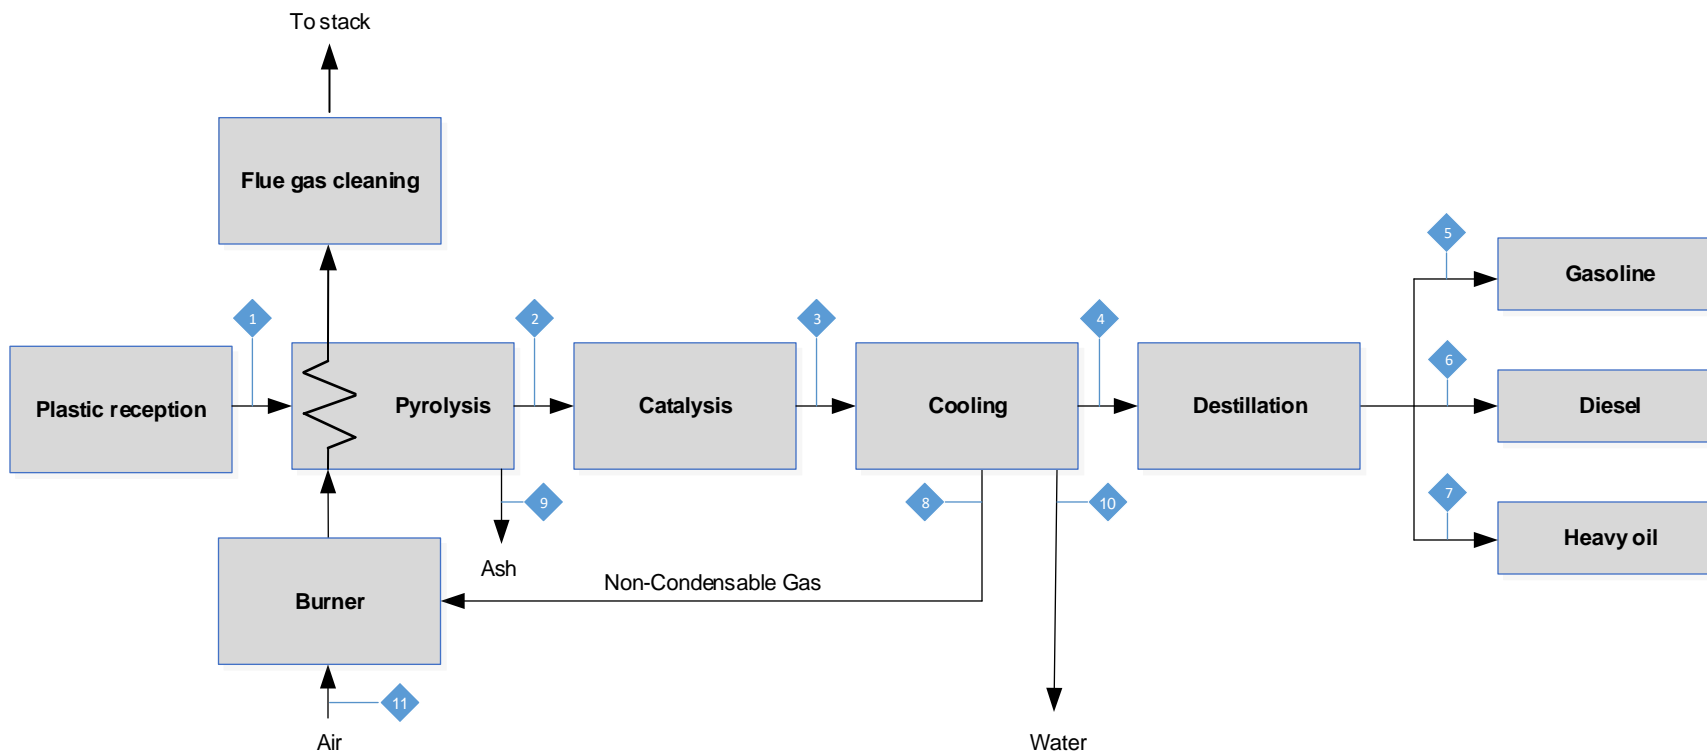 To stack
Flue gas cleaning
5
Gasoline
1
2
3
4
6
Plastic reception
Pyrolysis
Catalysis
Cooling
Destillation
Diesel
9
8
10
7
Heavy oil
Ash
Non-Condensable Gas
Burner
11
Air
Water